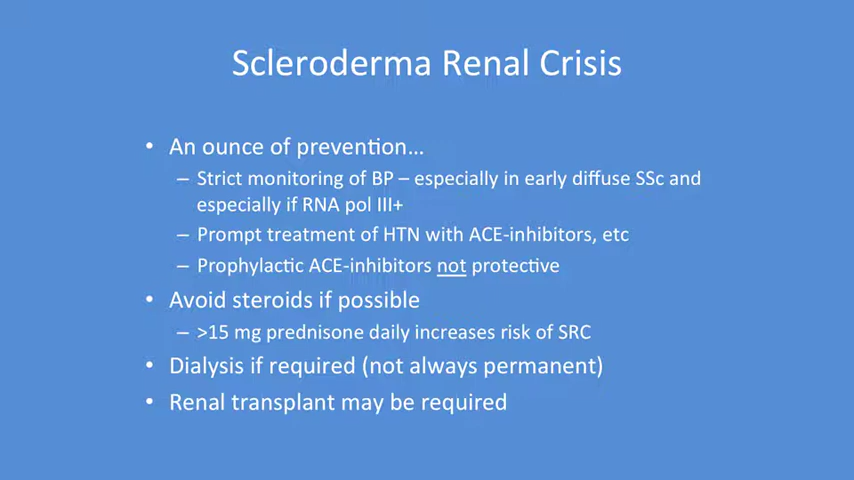 Scleroderma Renal Crisis
• An ounce of prevention…
– Strict monitoring of BP – especially in early diffuse SSc and
especially if RNA pol III+
– Prompt treatment of HTN with ACE-inhibitors, etc
– Prophylactic ACE-inhibitors not protective
• Avoid steroids if possible
– >15 mg prednisone daily increases risk of SRC
• Dialysis if required (not always permanent)
• Renal transplant may be required